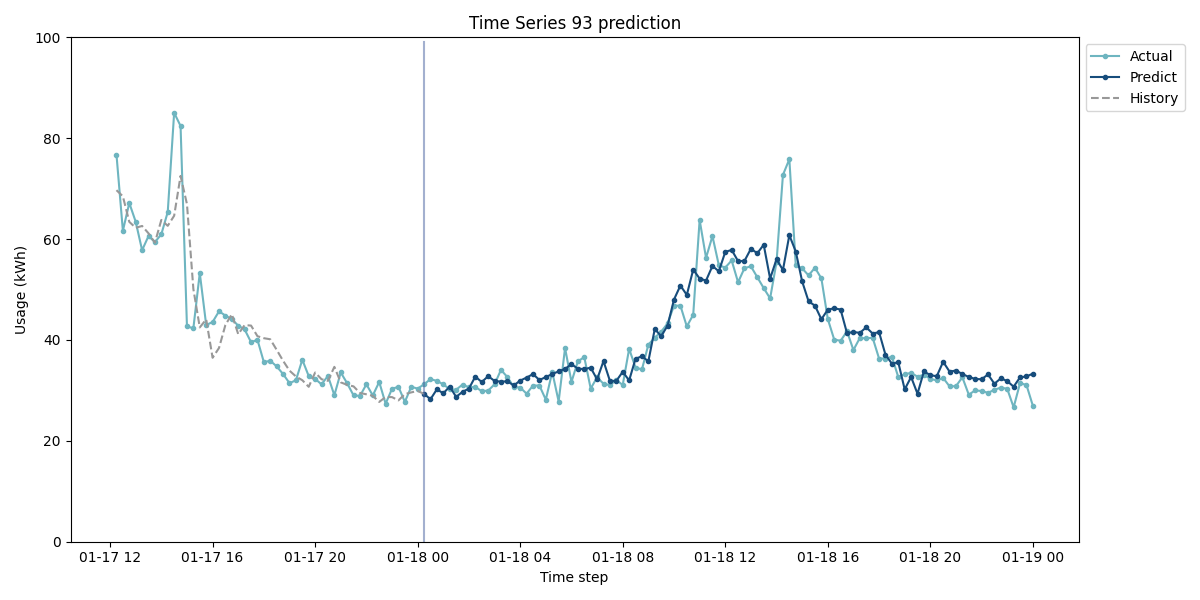 Time Series 93 prediction
100
80
60
40
20
0
Usage (kWh)
01-17 12
01-17 16
01-17 20
01-18 00
01-18 04
01-18 08
01-18 12
01-18 16
01-18 20
01-19 00
Time step
Actual
Predict
History